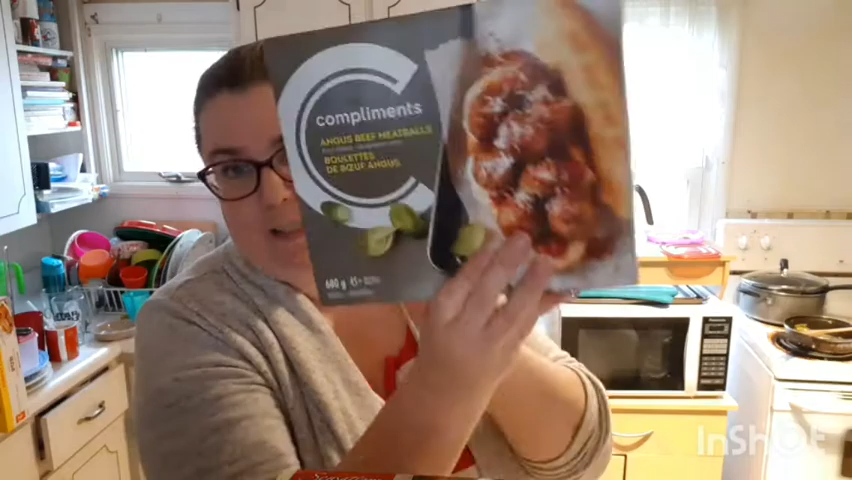 compliments
ANGUS BEEF MEATBALLS
BOULETTES
DE BŒUF ANGUS
680 g
InShot